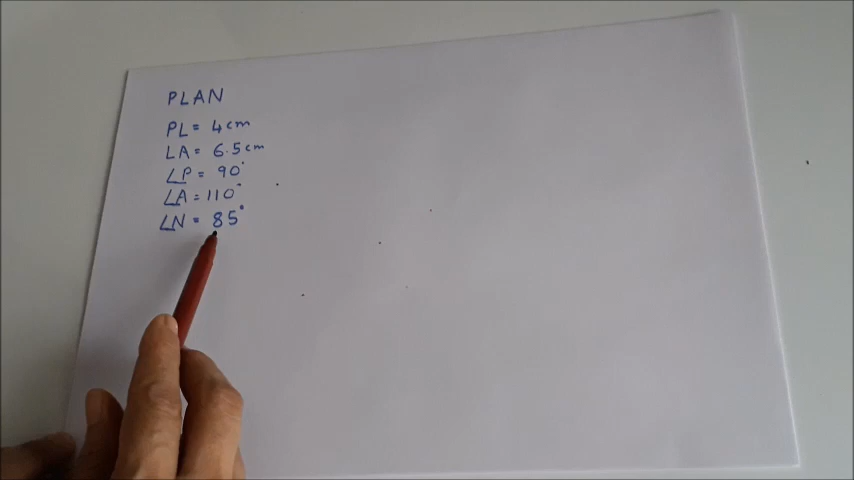 PLAN
PL = 4cm
LA = 6.5cm
∠P = 90°
∠A = 110°
∠N = 85°